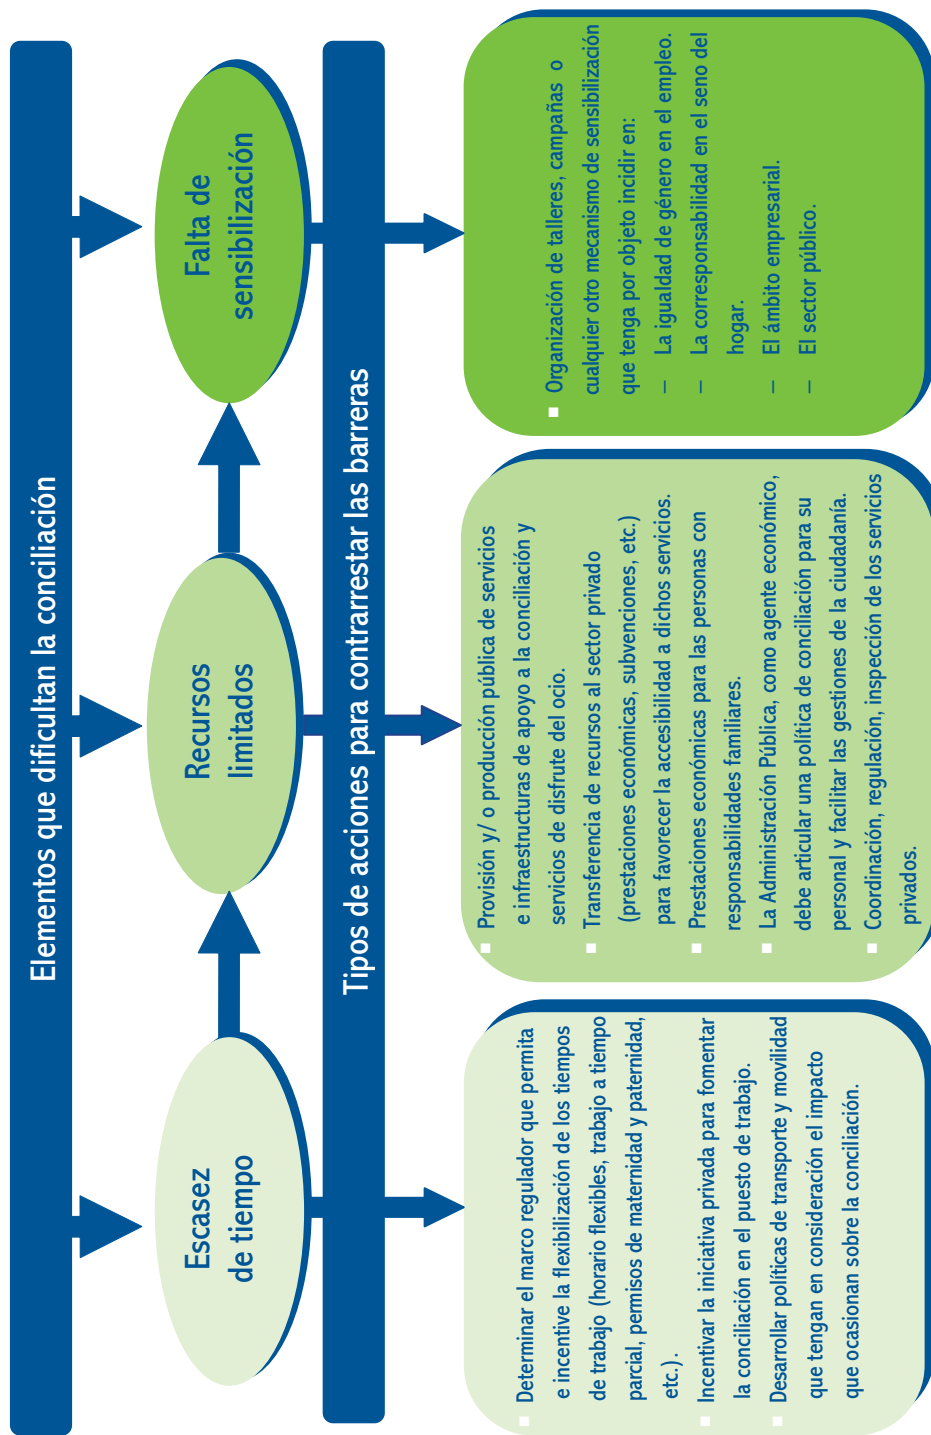 Elementos que dificultan la conciliación
Escasez
de tiempo
Recursos
limitados
Falta de
sensibilización
Tipos de acciones para contrarrestar las barreras
Determinar el marco regulador que permita
e incentive la flexibilización de los tiempos
de trabajo (horario flexibles, trabajo a tiempo
parcial, permisos de maternidad y paternidad,
etc.).
Incentivar la iniciativa privada para fomentar
la conciliación en el puesto de trabajo.
Desarrollar políticas de transporte y movilidad
que tengan en consideración el impacto
que ocasionan sobre la conciliación.
Provisión y/ o producción pública de servicios
e infraestructuras de apoyo a la conciliación y
servicios de disfrute del ocio.
Transferencia de recursos al sector privado
(prestaciones económicas, subvenciones, etc.)
para favorecer la accesibilidad a dichos servicios.
Prestaciones económicas para las personas con
responsabilidades familiares.
La Administración Pública, como agente económico,
debe articular una política de conciliación para su
personal y facilitar las gestiones de la ciudadanía.
Coordinación, regulación, inspección de los servicios
privados.
Organización de talleres, campañas o
cualquier otro mecanismo de sensibilización
que tenga por objeto incidir en:
– La igualdad de género en el empleo.
– La corresponsabilidad en el seno del
hogar.
– El ámbito empresarial.
– El sector público.